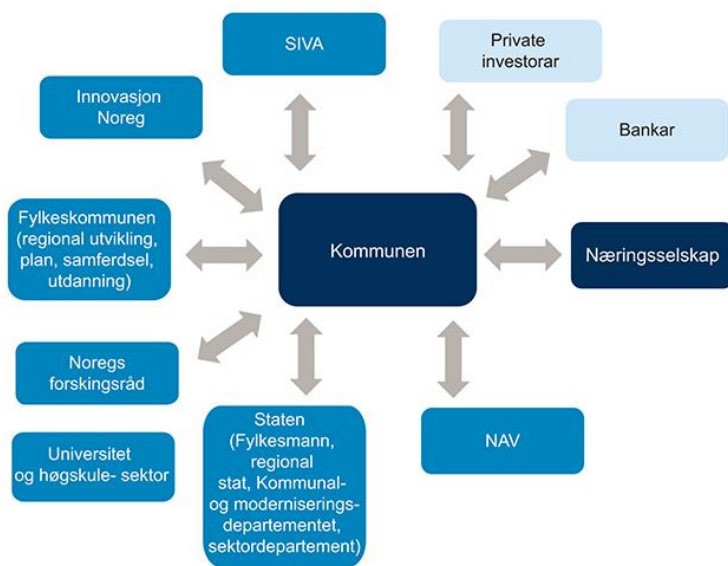 SIVA
Private
investorar
Innovasjon
Noreg
Bankar
Fylkeskommunen
(regional utvikling,
plan, samferdsel,
utdanning)
Kommunen
Næringsselskap
Noregs
forskingsråd
Universitet
og høgskule- sektor
Staten
(Fylkesmann,
regional
stat, Kommunal-
og moderniserings-
departementet,
sektordepartement)
NAV